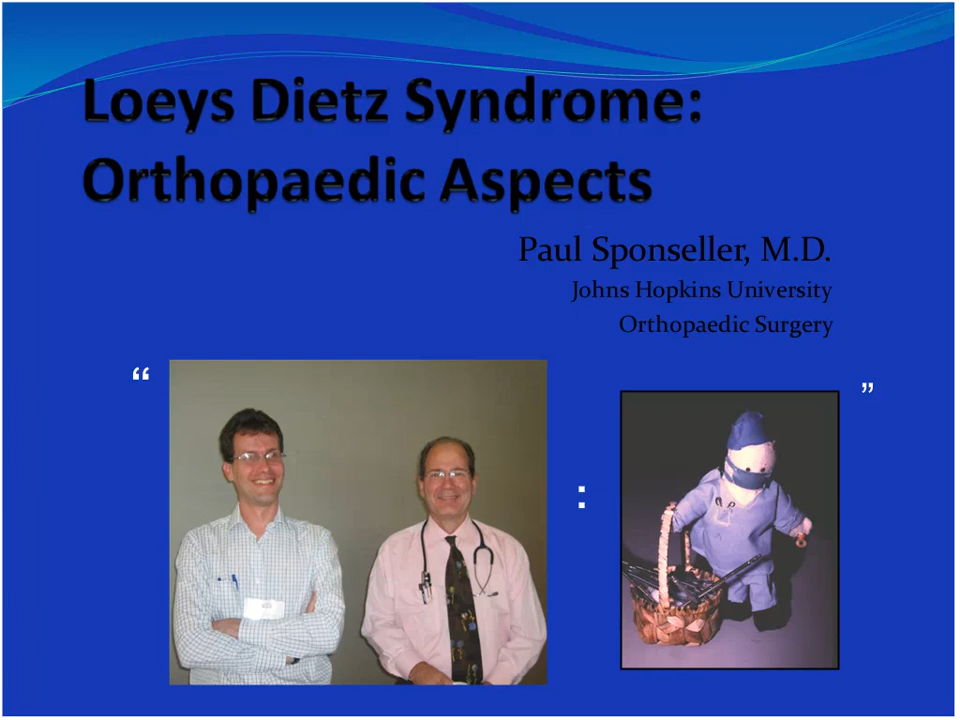 Loeys Dietz Syndrome:
Orthopaedic Aspects
Paul Sponseller, M.D.
Johns Hopkins University
Orthopaedic Surgery
“
”
: